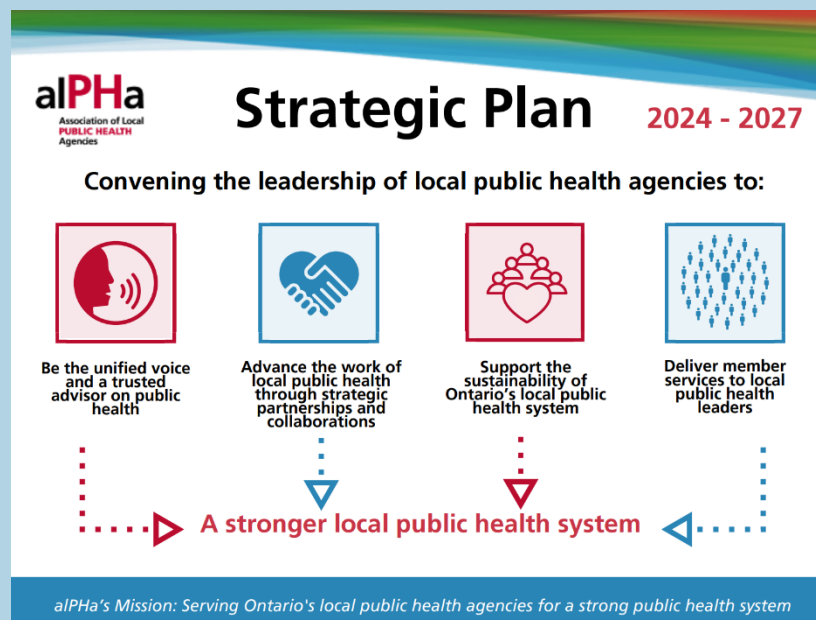 alPHa
Association of Local
PUBLIC HEALTH
Agencies
Strategic Plan
2024 - 2027
Convening the leadership of local public health agencies to:
Be the unified voice
and a trusted
advisor on public
health
Advance the work of
local public health
through strategic
partnerships and
collaborations
Support the
sustainability of
Ontario's local public
health system
Deliver member
services to local
public health
leaders
A stronger local public health system
alPHa's Mission: Serving Ontario's local public health agencies for a strong public health system